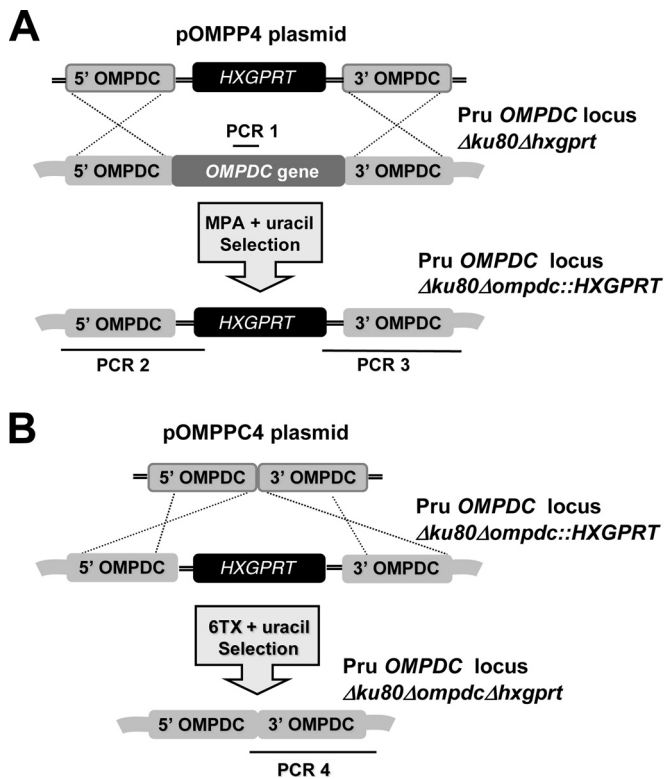 A
pOMPP4 plasmid
5’ OMPDC HXGPRT 3’ OMPDC
Pru OMPDC locus
Δku80Δhxgprt
PCR 1
5’ OMPDC OMPDC gene 3’ OMPDC
MPA + uracil
Selection
Pru OMPDC locus
Δku80Δompdc::HXGPRT
5’ OMPDC HXGPRT 3’ OMPDC
PCR 2 PCR 3
B
pOMPPC4 plasmid
5’ OMPDC 3’ OMPDC
Pru OMPDC locus
Δku80Δompdc::HXGPRT
5’ OMPDC HXGPRT 3’ OMPDC
6TX + uracil
Selection
Pru OMPDC locus
Δku80ΔompdcΔhxgprt
5’ OMPDC 3’ OMPDC
PCR 4